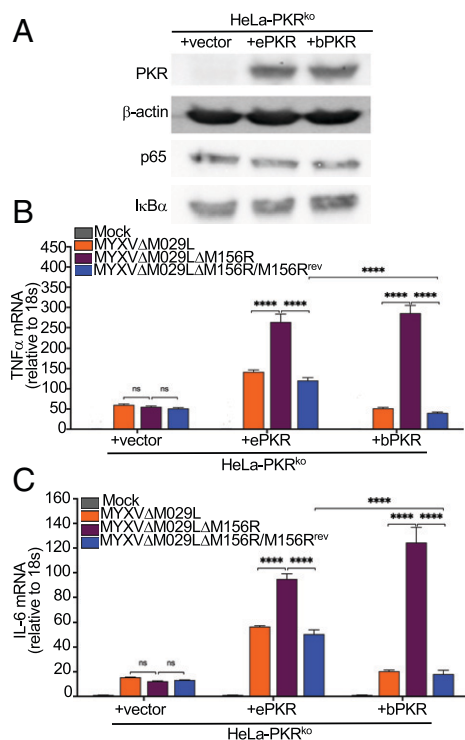 A
HeLa-PKRko
+vector +ePKR +bPKR
PKR
β-actin
p65
IκBα
B
Mock
MYXVΔM029L
MYXVΔM029LΔM156R
MYXVΔM029LΔM156R/M156Rrev
TNFα mRNA
(relative to 18s)
450
400
350
300
250
200
150
100
50
0
ns ns
**** ****
****
**** ****
+vector +ePKR +bPKR
HeLa-PKRko
C
Mock
MYXVΔM029L
MYXVΔM029LΔM156R
MYXVΔM029LΔM156R/M156Rrev
IL-6 mRNA
(relative to 18s)
160
140
120
100
80
60
40
20
0
ns ns
**** ****
****
**** ****
+vector +ePKR +bPKR
HeLa-PKRko